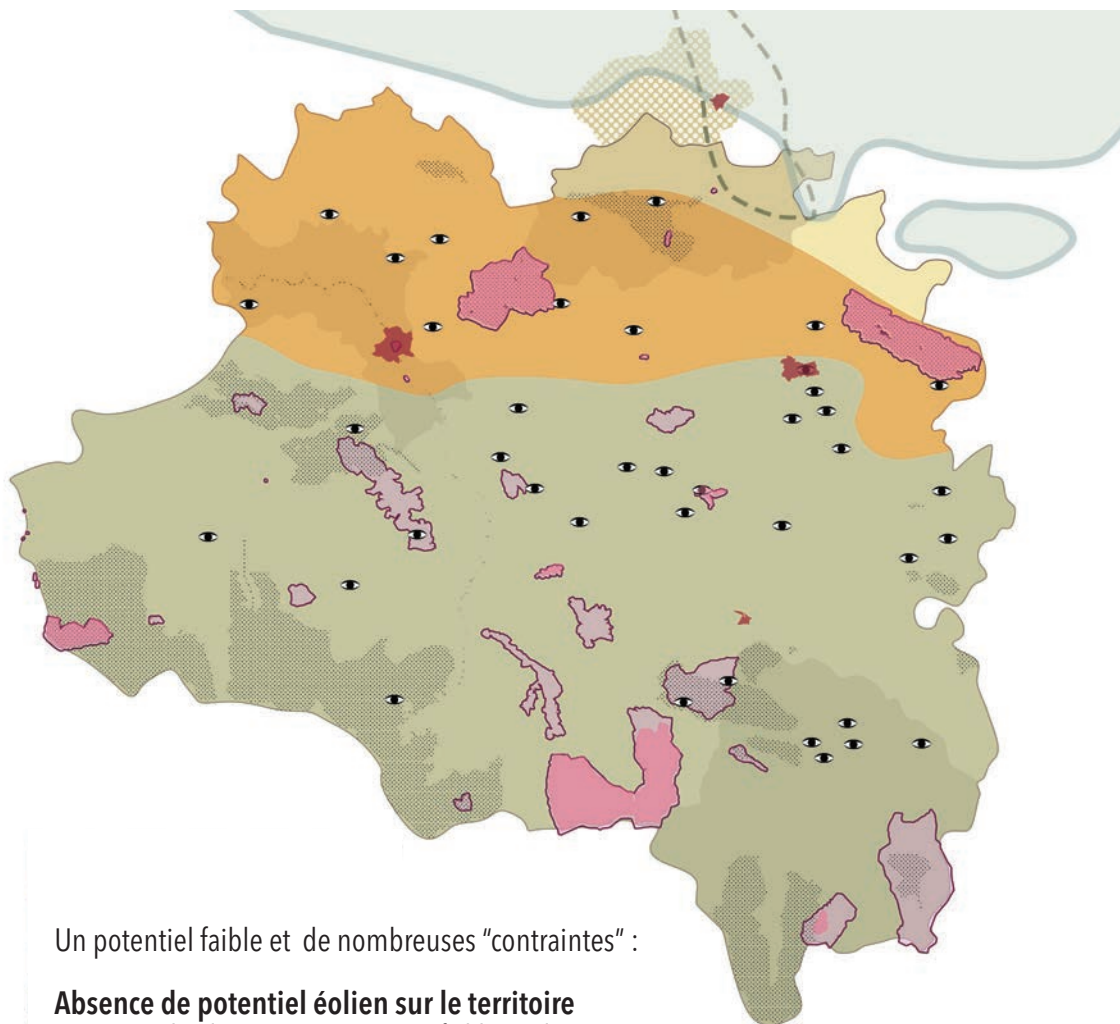 Un potentiel faible et de nombreuses “contraintes” :
Absence de potentiel éolien sur le territoire